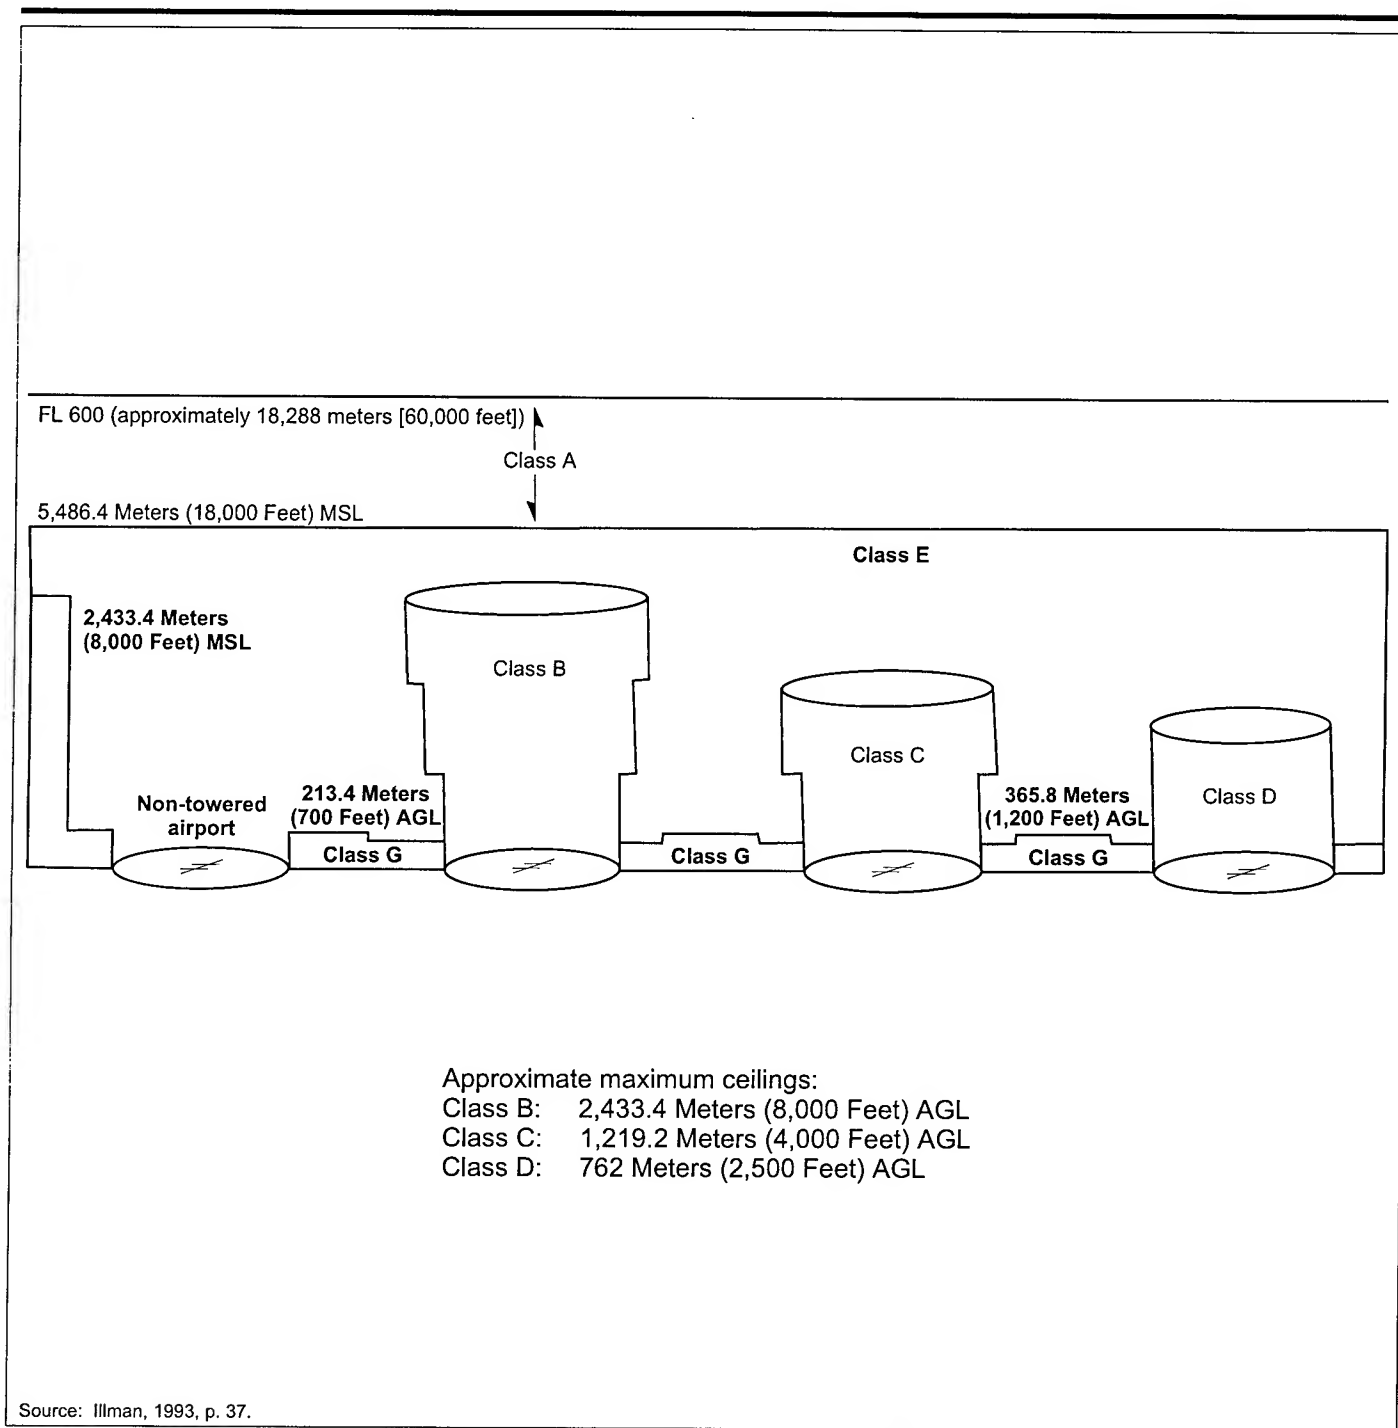 FL 600 (approximately 18,288 meters [60,000 feet])
Class A
5,486.4 Meters (18,000 Feet) MSL
Class E
2,433.4 Meters
(8,000 Feet) MSL
Class B
Class C
Class D
Non-towered
airport
213.4 Meters
(700 Feet) AGL
365.8 Meters
(1,200 Feet) AGL
Class G
Class G
Class G
Approximate maximum ceilings:
Class B: 2,433.4 Meters (8,000 Feet) AGL
Class C: 1,219.2 Meters (4,000 Feet) AGL
Class D: 762 Meters (2,500 Feet) AGL
Source: Illman, 1993, p. 37.